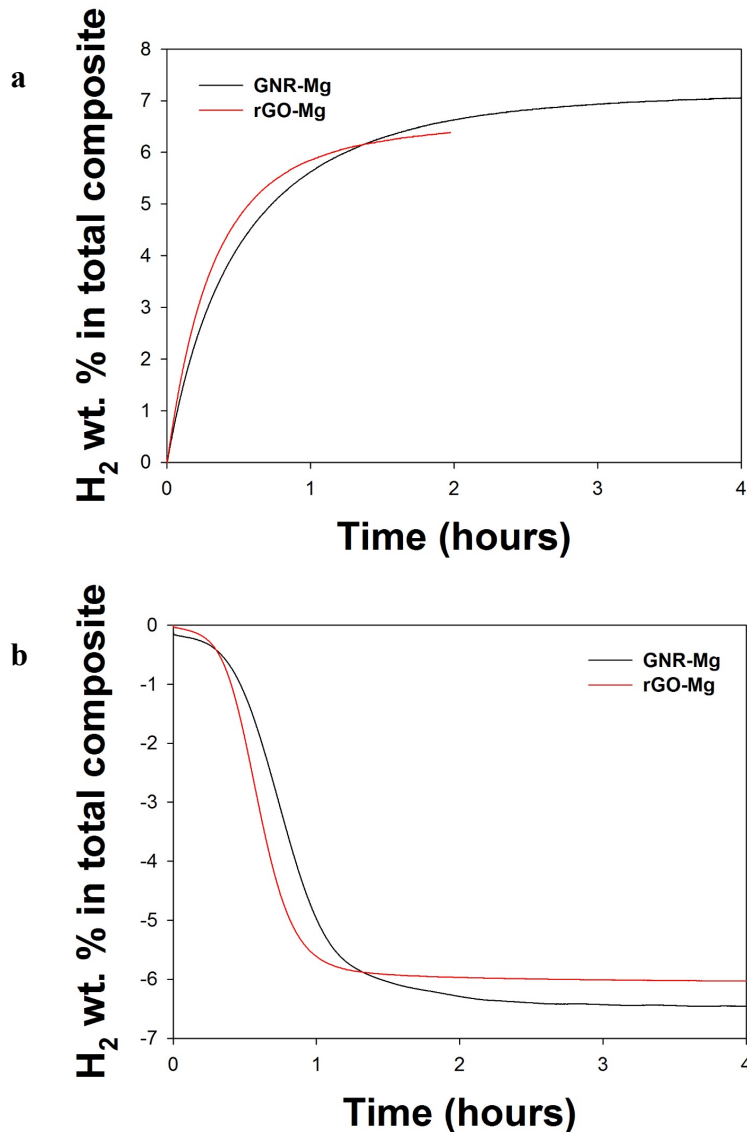 a
H2 wt. % in total composite
8
7
6
5
4
3
2
1
0
GNR-Mg
rGO-Mg
0 1 2 3 4
Time (hours)
b
H2 wt. % in total composite
0
-1
-2
-3
-4
-5
-6
-7
GNR-Mg
rGO-Mg
0 1 2 3 4
Time (hours)